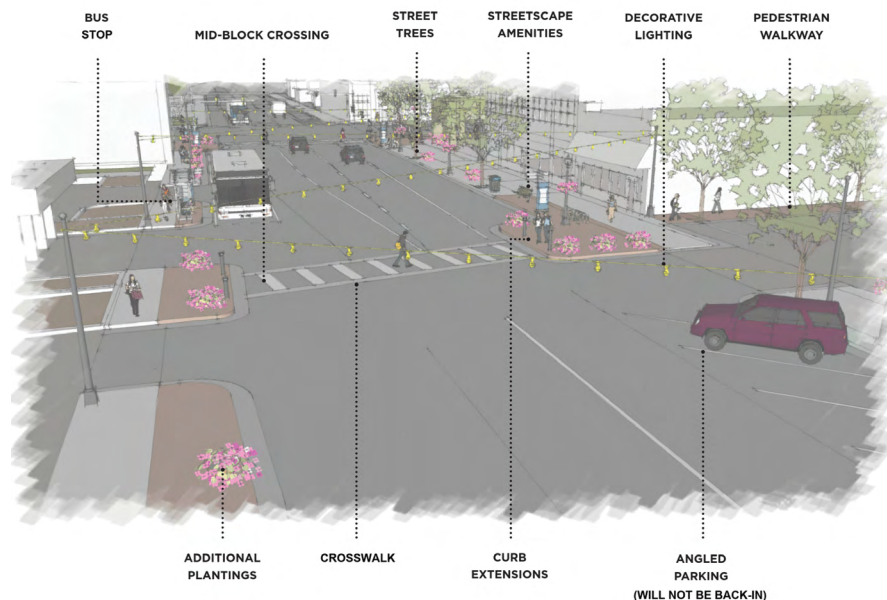 BUS
STOP
MID-BLOCK CROSSING
STREET
TREES
STREETSCAPE
AMENITIES
DECORATIVE
LIGHTING
PEDESTRIAN
WALKWAY
ADDITIONAL
PLANTINGS
CROSSWALK
CURB
EXTENSIONS
ANGLED
PARKING
(WILL NOT BE BACK-IN)